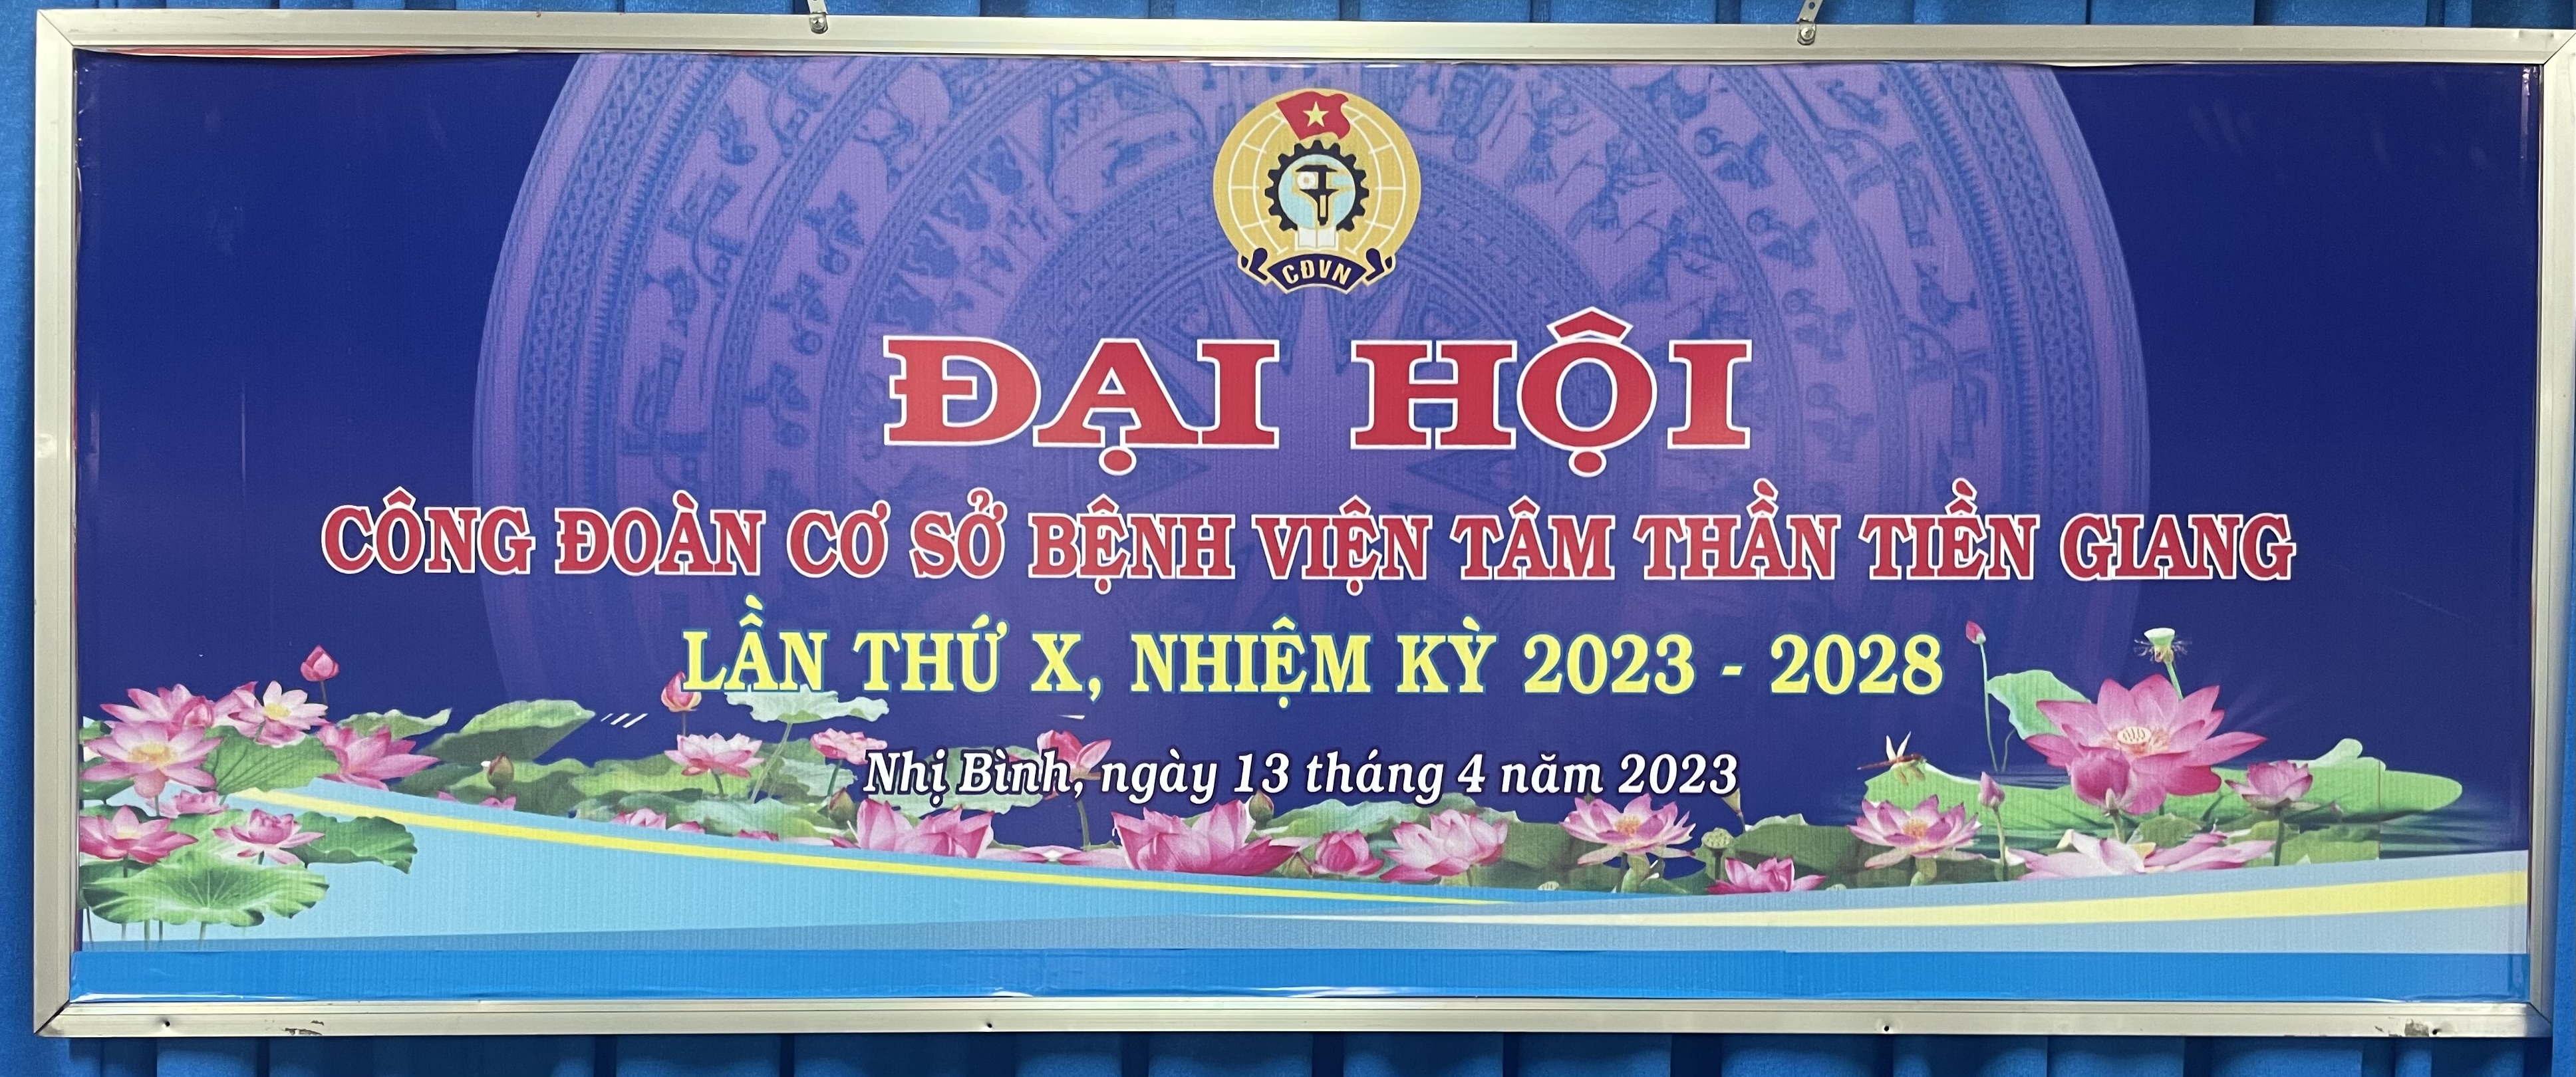 CĐVN
ĐẠI HỘI
CÔNG ĐOÀN CƠ SỞ BỆNH VIỆN TÂM THẦN TIỀN GIANG
LẦN THỨ X, NHIỆM KỲ 2023 - 2028
Nhị Bình, ngày 13 tháng 4 năm 2023